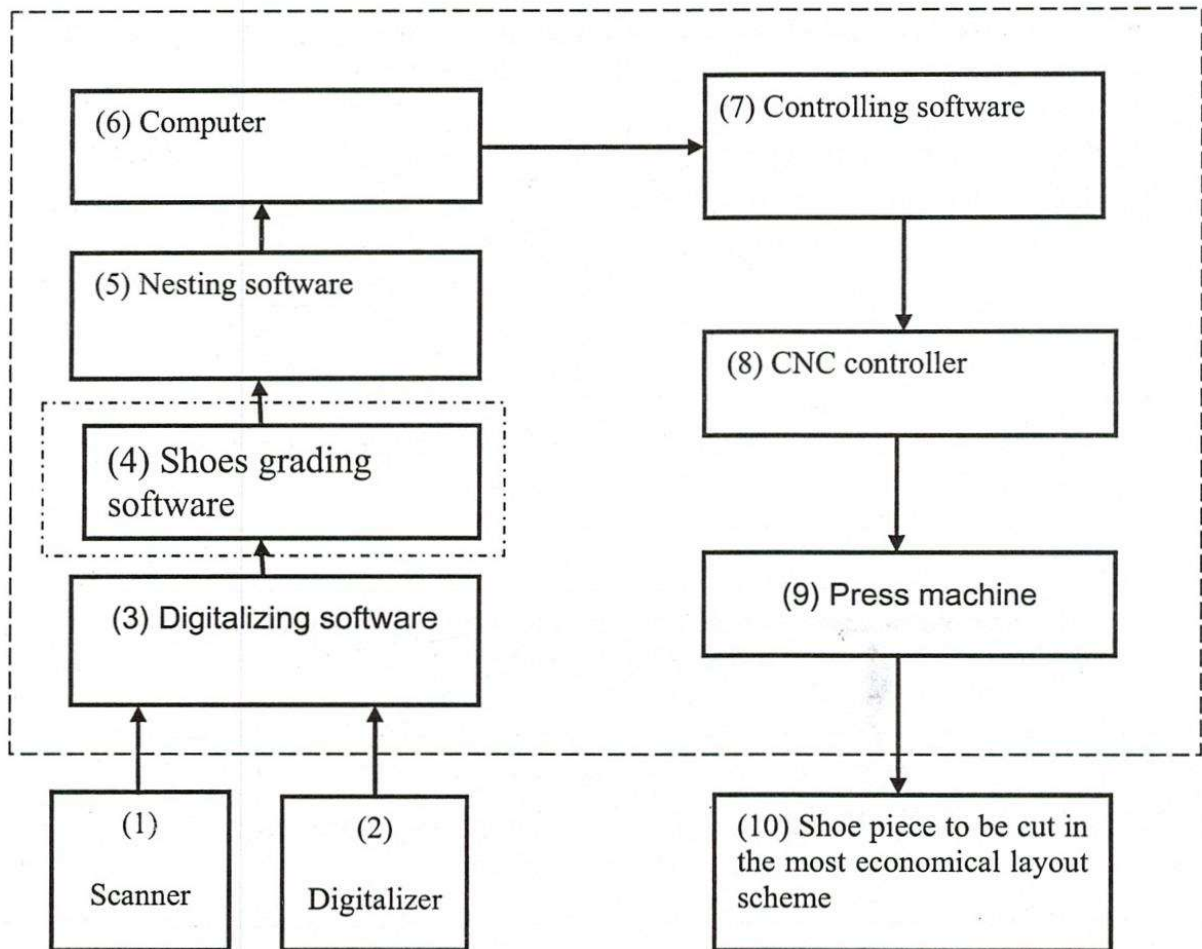 (6) Computer
(7) Controlling software
(5) Nesting software
(8) CNC controller
(4) Shoes grading
software
(3) Digitalizing software
(9) Press machine
(1)
Scanner
(2)
Digitalizer
(10) Shoe piece to be cut in
the most economical layout
scheme